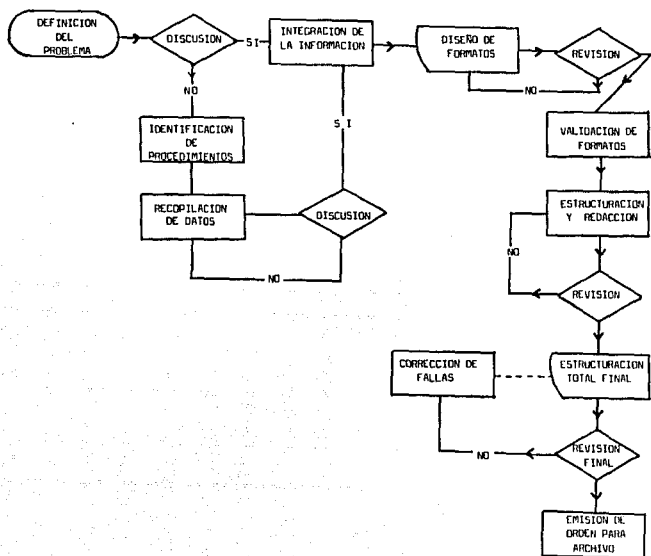 DEFINICION
DEL
PROBLEMA
DISCUSION
SI
INTEGRACION DE
LA INFORMACION
DISEÑO DE
FORMATOS
REVISION
NO
NO
IDENTIFICACION
DE
PROCEDIMIENTOS
SI
VALIDACION DE
FORMATOS
RECOPILACION
DE DATOS
DISCUSION
NO
ESTRUCTURACION
Y REDACCION
NO
REVISION
CORRECCION DE
FALLAS
ESTRUCTURACION
TOTAL FINAL
NO
REVISION
FINAL
EMISION DE
ORDEN PARA
ARCHIVO